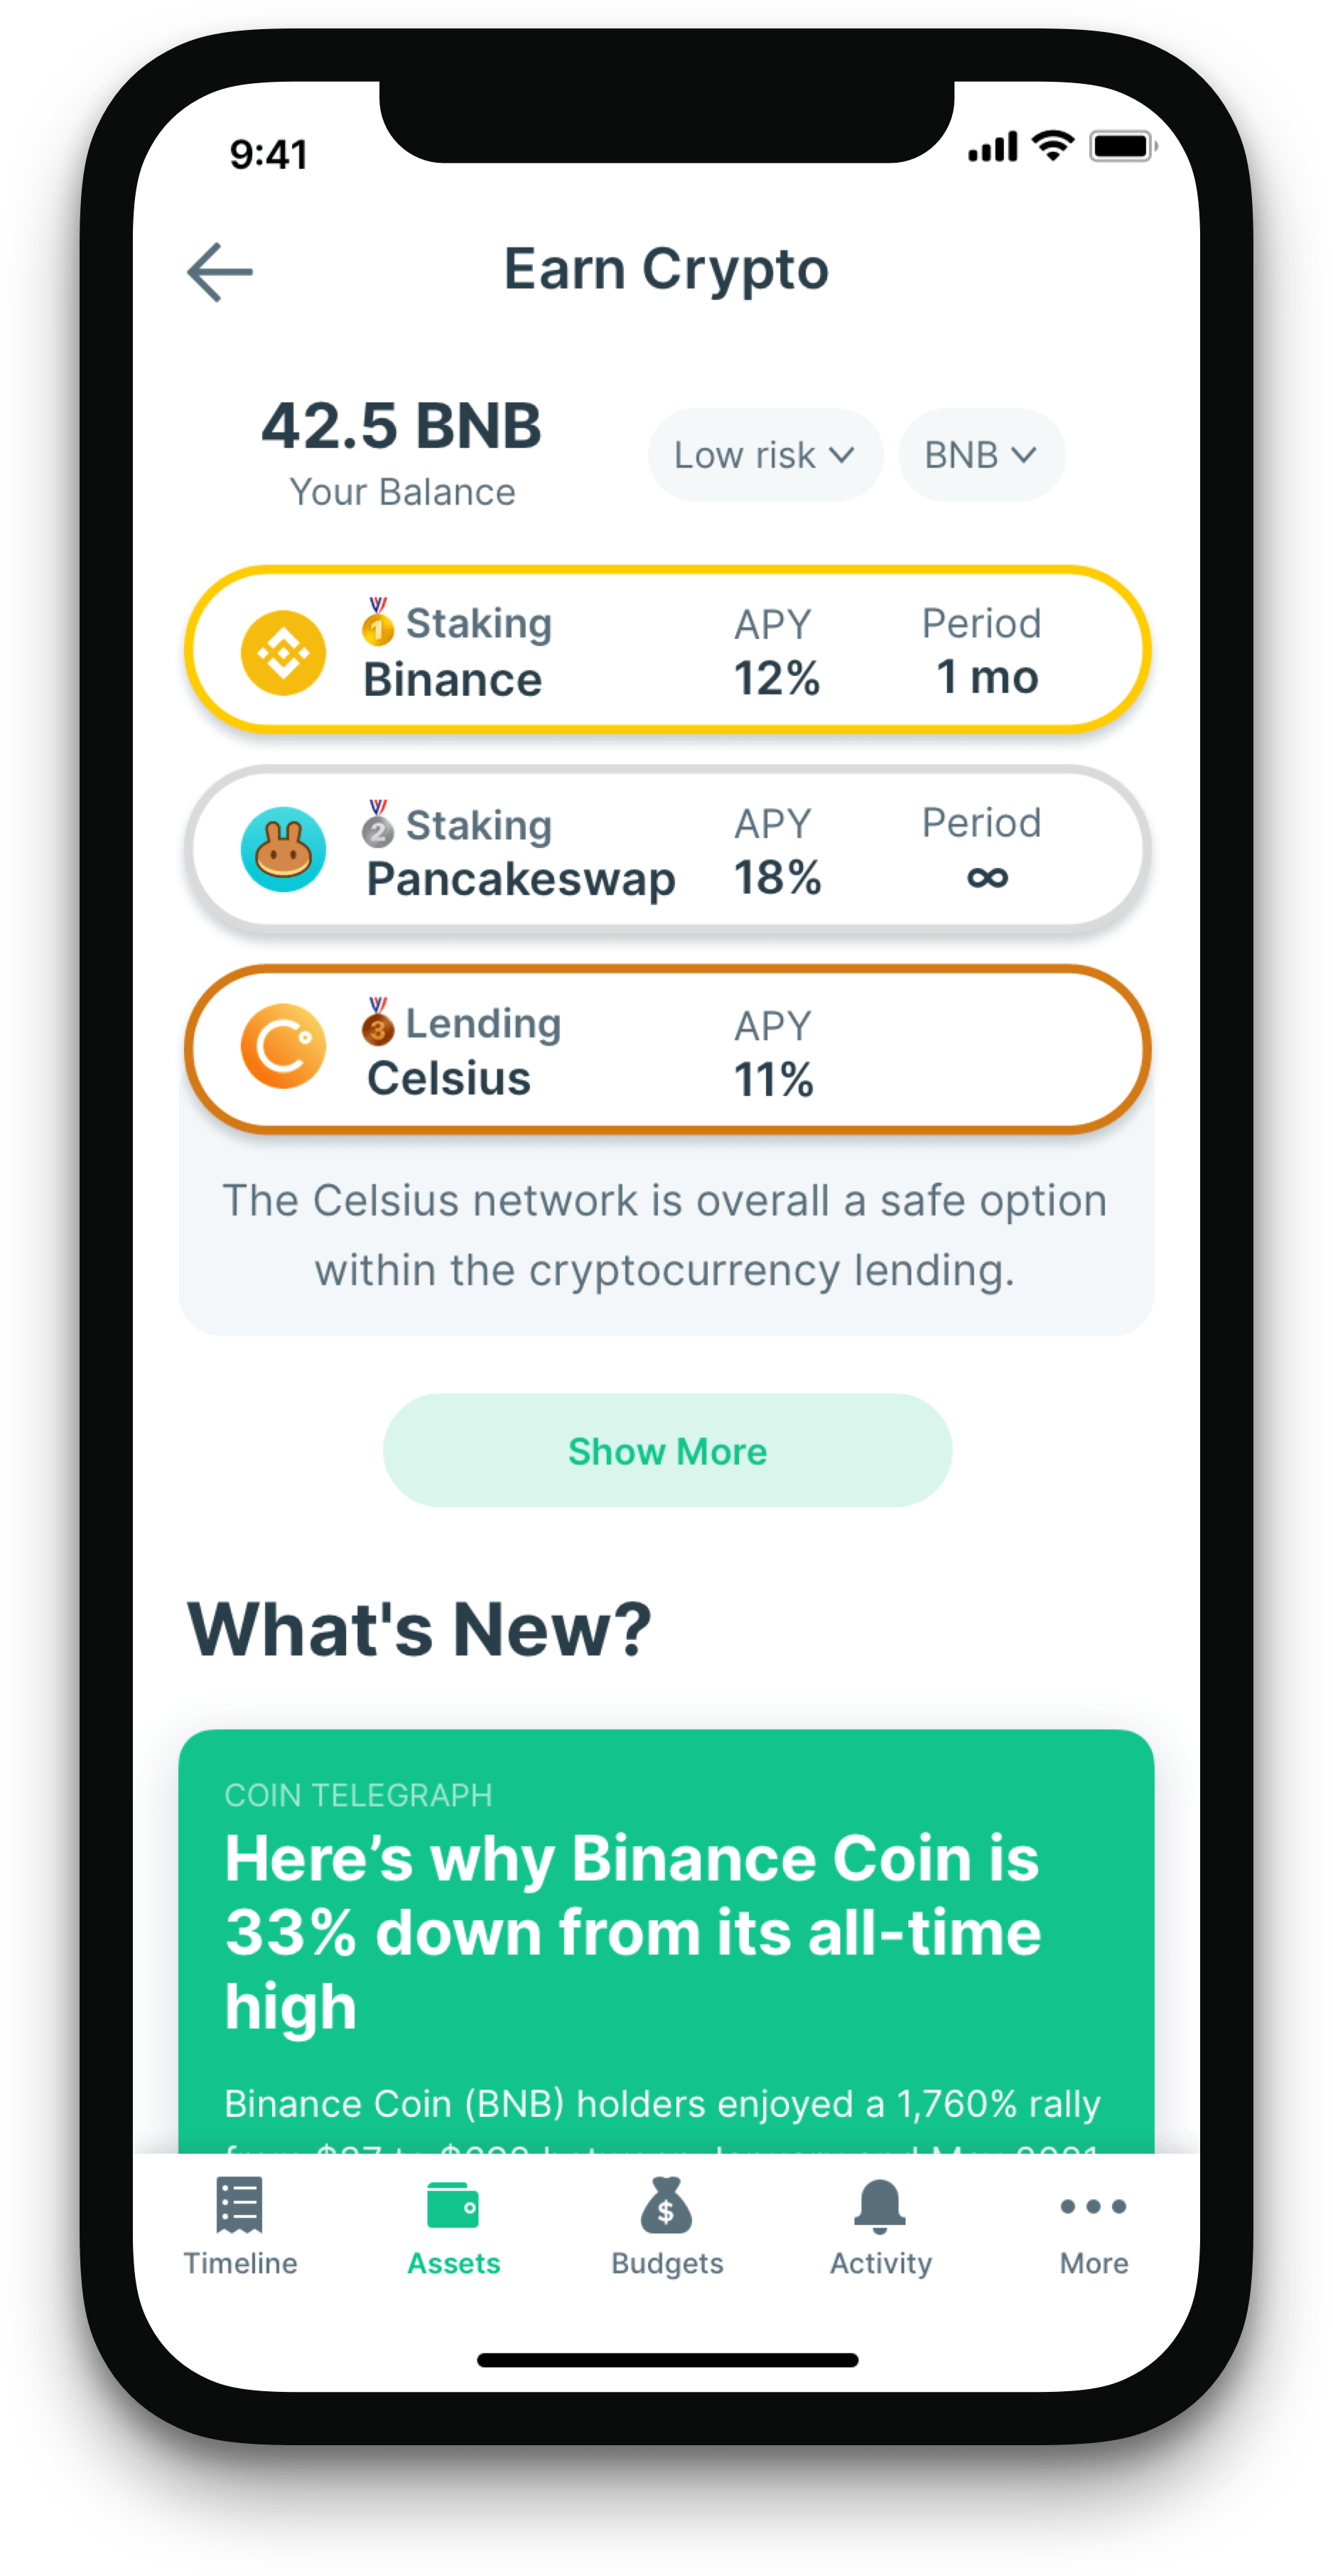 9:41
Earn Crypto
42.5 BNB
Your Balance
Low risk
BNB
1 Staking
Binance
APY
12%
Period
1 mo
2 Staking
Pancakeswap
APY
18%
Period
∞
3 Lending
Celsius
APY
11%
The Celsius network is overall a safe option
within the cryptocurrency lending.
Show More
What's New?
COIN TELEGRAPH
Here’s why Binance Coin is
33% down from its all-time
high
Binance Coin (BNB) holders enjoyed a 1,760% rally
Timeline
Assets
$
Budgets
Activity
More